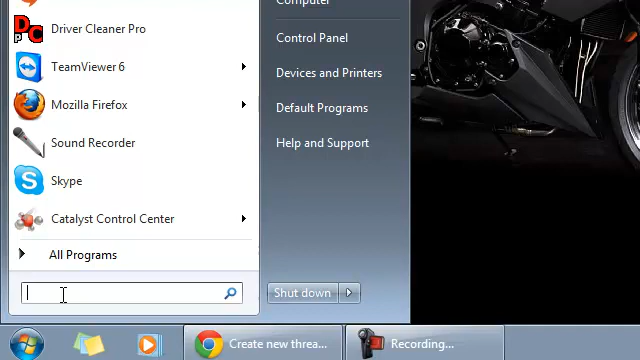 Computer
Driver Cleaner Pro
Control Panel
TeamViewer 6
Devices and Printers
Mozilla Firefox
Default Programs
Sound Recorder
Help and Support
Skype
Catalyst Control Center
All Programs
Shut down
Create new threa...
Recording...